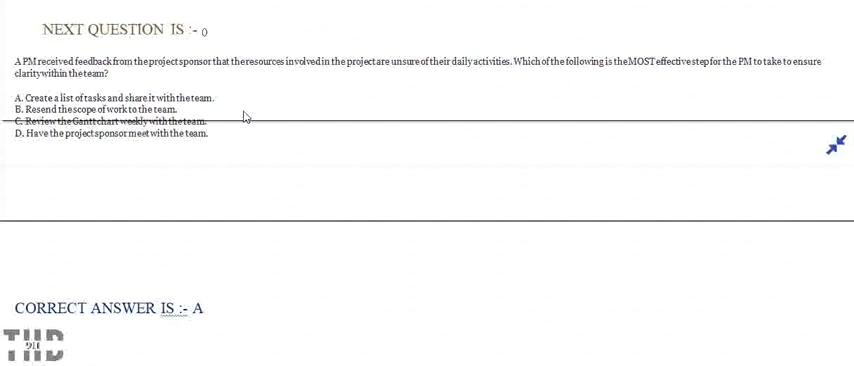 NEXT QUESTION IS :- 0
A PM received feedback from the project sponsor that the resources involved in the project are unsure of their daily activities. Which of the following is the MOST effective step for the PM to take to ensure
clarity within the team?
A. Create a list of tasks and share it with the team.
B. Resend the scope of work to the team.
C. Review the Gantt chart weekly with the team.
D. Have the project sponsor meet with the team.
CORRECT ANSWER IS :- A
THD